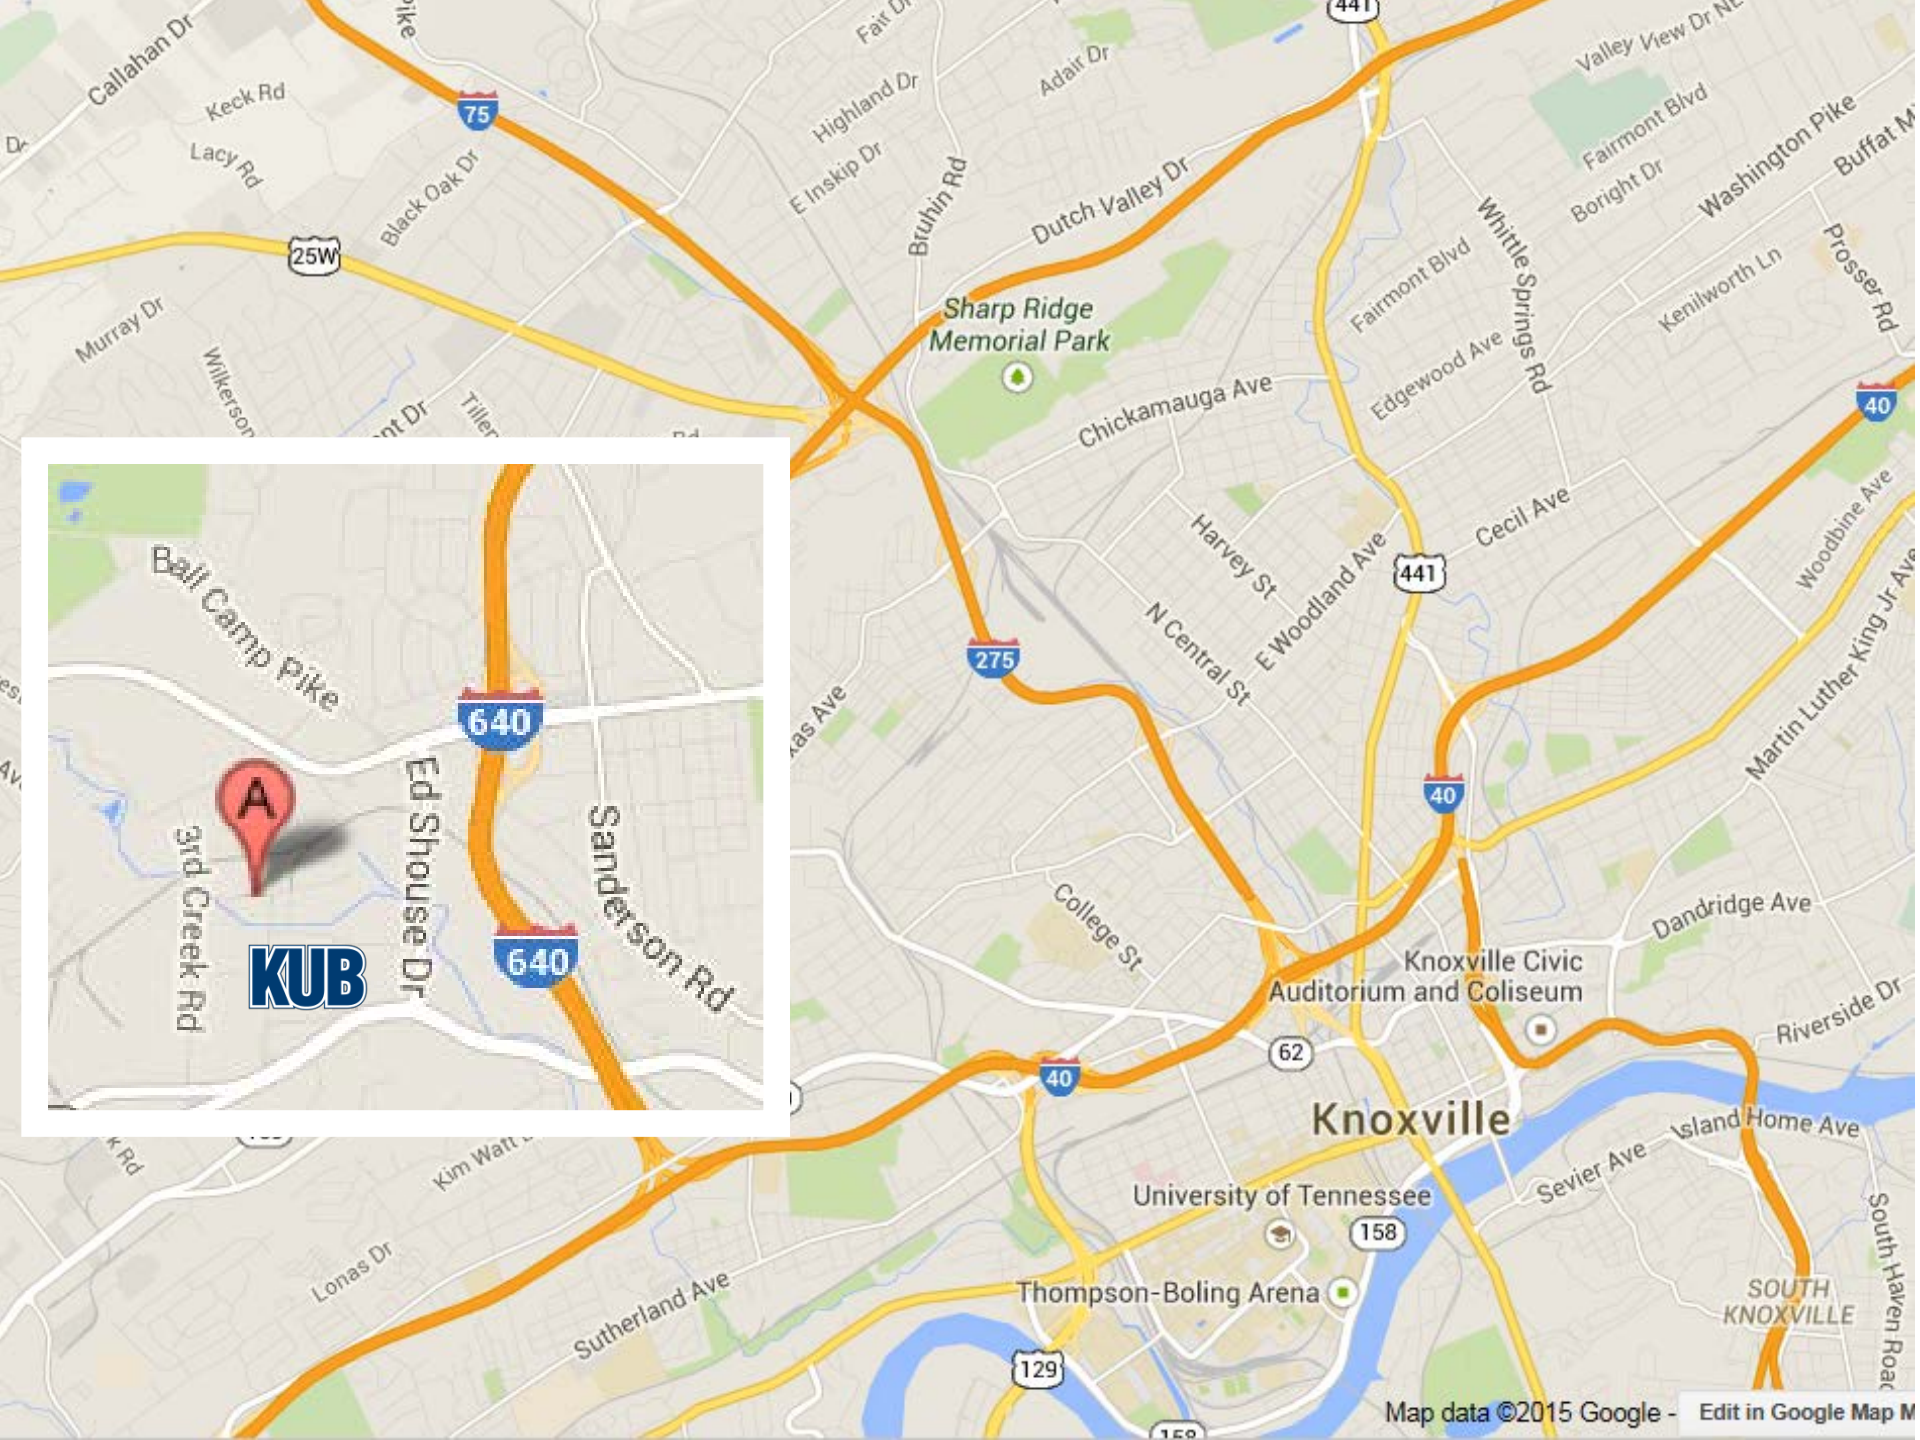 441
Callahan Dr
Pike
Fair Dr
Valley View Dr NE
Keck Rd
75
Highland Dr
Adair Dr
Fairmont Blvd
Washington Pike
Lacy Rd
Black Oak Dr
E Inskip Dr
Bruhin Rd
Dutch Valley Dr
Boright Dr
Whittle Springs Rd
Prosser Rd
25W
Murray Dr
Sharp Ridge
Memorial Park
Fairmont Blvd
Kenilworth Ln
Wilkerson
Edgewood Ave
Chickamauga Ave
40
Cecil Ave
Woodbine Ave
Harvey St
E Woodland Ave
441
N Central St
275
Martin Luther King Jr Ave
40
Ball Camp Pike
640
A
3rd Creek Rd
Ed Shouse Dr
Sanderson Rd
640
KUB
College St
Dandridge Ave
Knoxville Civic
Auditorium and Coliseum
Riverside Dr
62
40
Knoxville
Island Home Ave
Sevier Ave
Kim Watt
University of Tennessee
158
South Haven Road
Lonas Dr
Thompson-Boling Arena
SOUTH
KNOXVILLE
Sutherland Ave
129
158
Map data ©2015 Google -
Edit in Google Map M